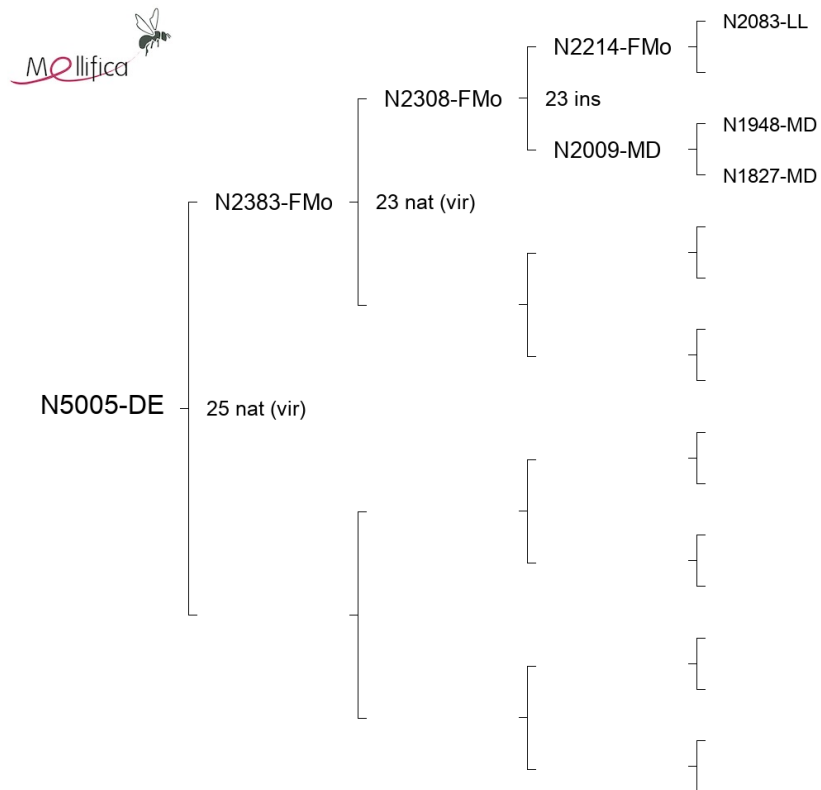 Mellifica
N2083-LL
N2214-FMo
N2308-FMo
23 ins
N1948-MD
N2009-MD
N1827-MD
N2383-FMo
23 nat (vir)
N5005-DE
25 nat (vir)